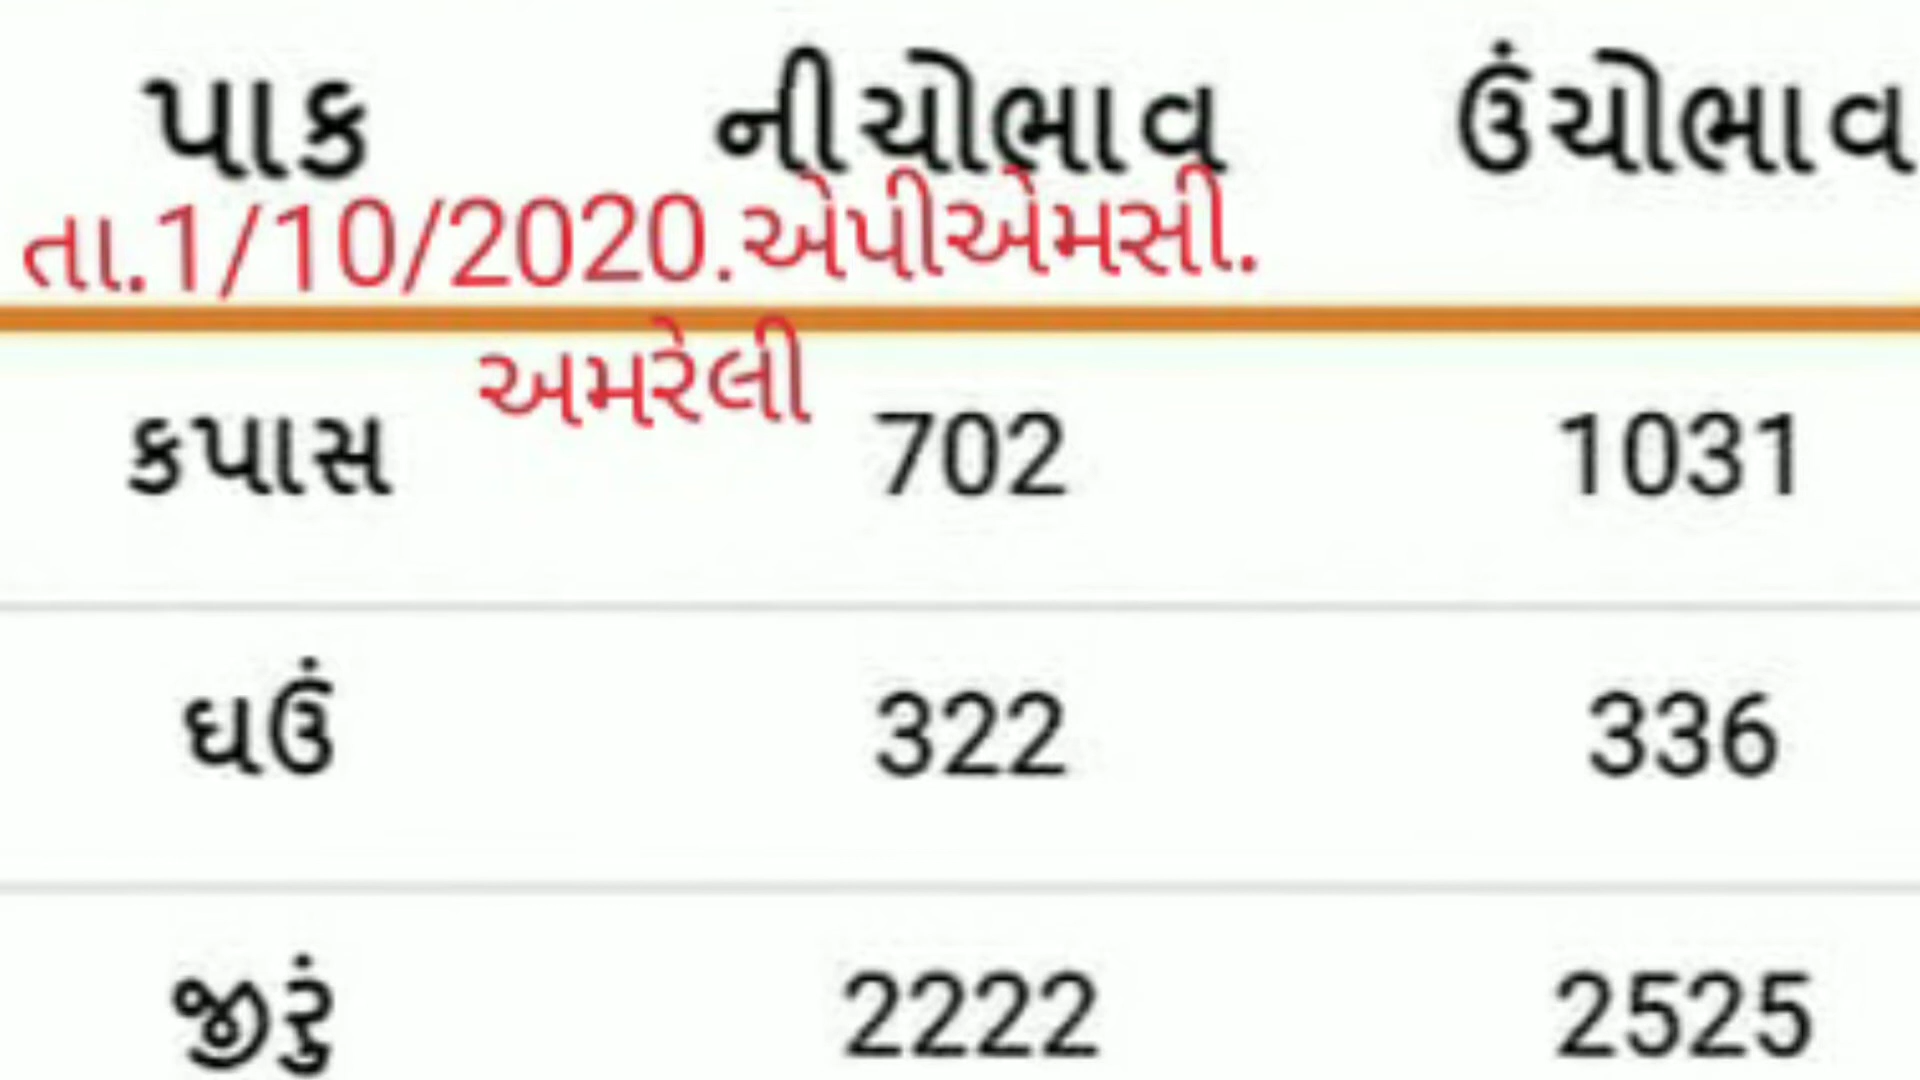 પાક નીચોભાવ ઉંચોભાવ
તા.1/10/2020.એપીએમસી.
અમરેલી
કપાસ 702 1031
ઘઉં 322 336
જીરું 2222 2525